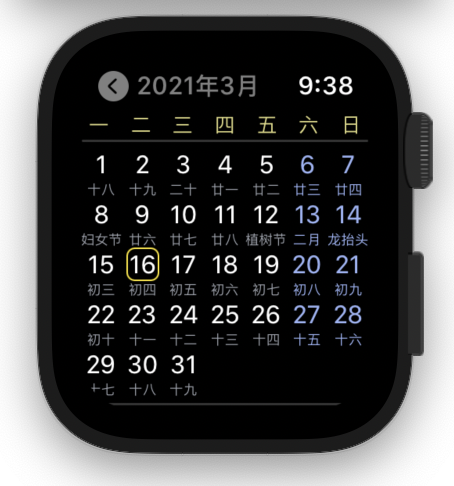 2021年3月 9:38
一 二 三 四 五 六 日
1 2 3 4 5 6 7
十八 十九 二十 廿一 廿二 廿三 廿四
8 9 10 11 12 13 14
妇女节 廿六 廿七 廿八 植树节 二月 龙抬头
15 16 17 18 19 20 21
初三 初四 初五 初六 初七 初八 初九
22 23 24 25 26 27 28
初十 十一 十二 十三 十四 十五 十六
29 30 31
十七 十八 十九